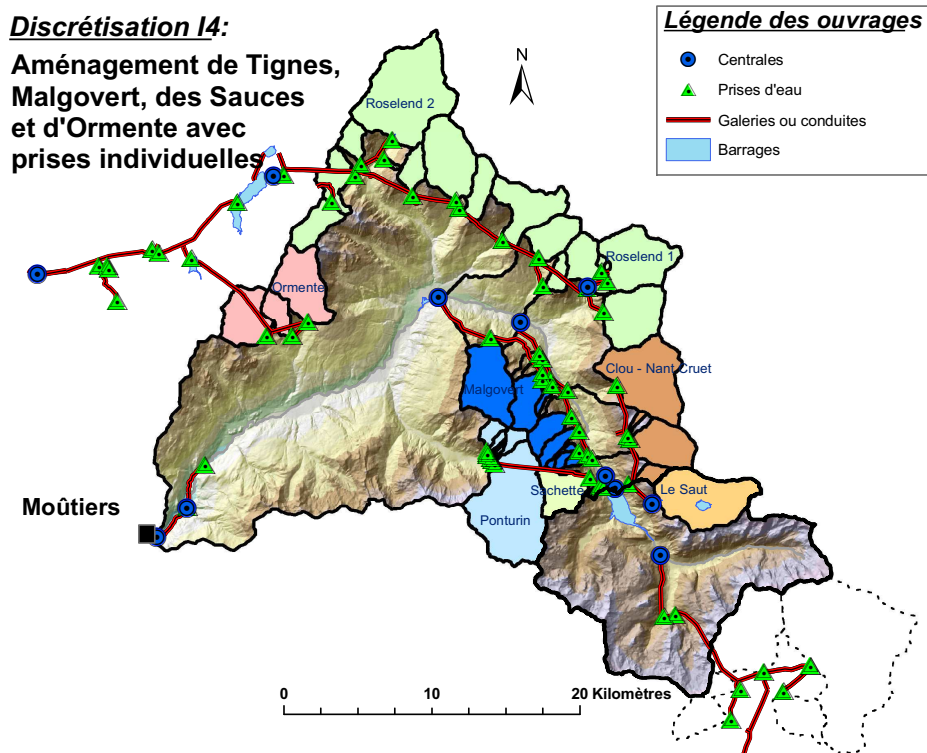 Discrétisation I4:
Aménagement de Tignes,
Malgovert, des Sauces
et d'Ormente avec
prises individuelles
N
Légende des ouvrages
Centrales
Prises d'eau
Galeries ou conduites
Barrages
Roselend 2
Roselend 1
Ormente
Clou - Nant Cruet
Malgovert
Sachette
Le Saut
Ponturin
Moûtiers
0 10 20 Kilomètres